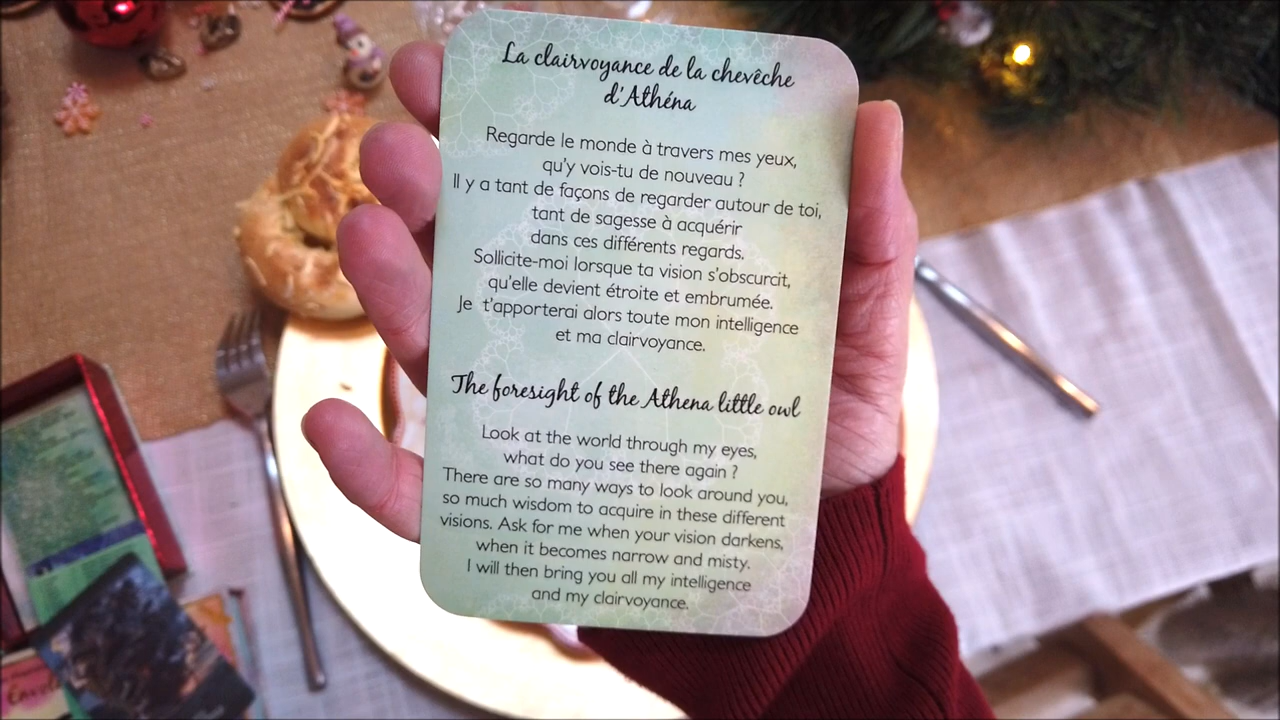 La clairvoyance de la chevêche
d'Athéna
Regarde le monde à travers mes yeux,
qu'y vois-tu de nouveau ?
Il y a tant de façons de regarder autour de toi,
tant de sagesse à acquérir
dans ces différents regards.
Sollicite-moi lorsque ta vision s'obscurcit,
qu'elle devient étroite et embrumée.
Je t'apporterai alors toute mon intelligence
et ma clairvoyance.
The foresight of the Athena little owl
Look at the world through my eyes,
what do you see there again ?
There are so many ways to look around you,
so much wisdom to acquire in these different
visions. Ask for me when your vision darkens,
when it becomes narrow and misty.
I will then bring you all my intelligence
and my clairvoyance.